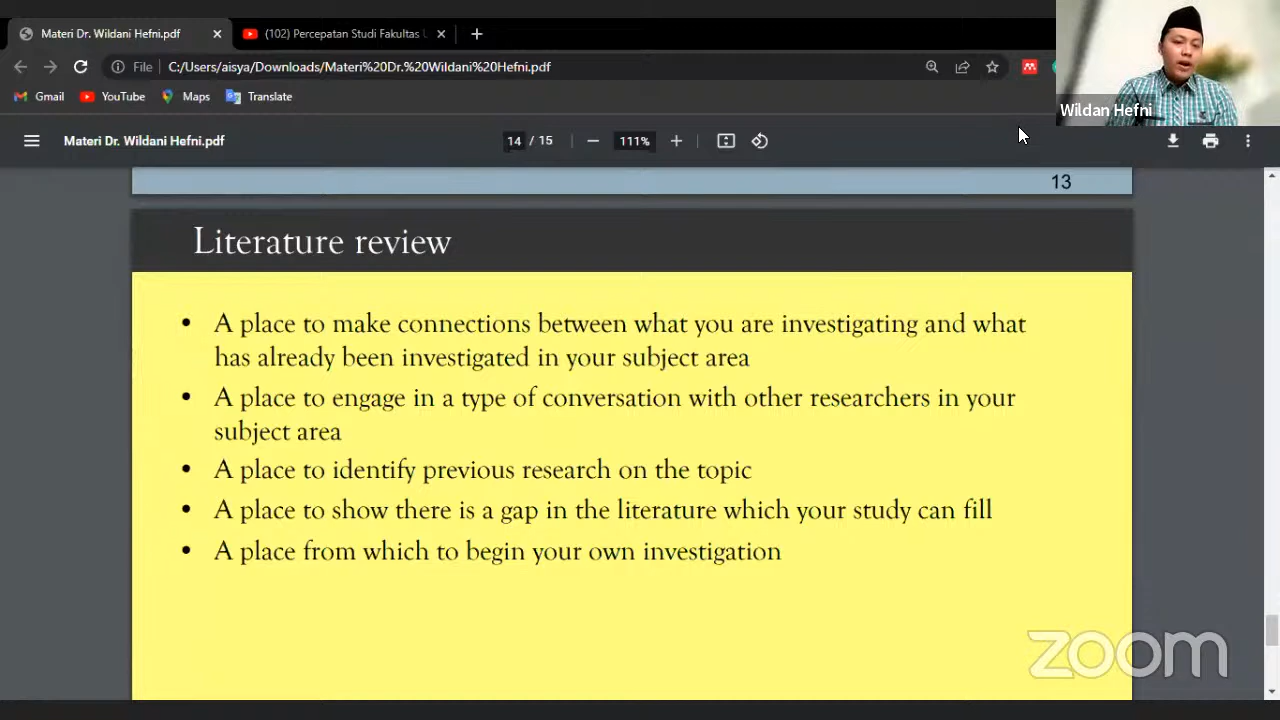 Materi Dr. Wildani Hefni.pdf
(102) Percepatan Studi Fakultas
File
C:/Users/aisya/Downloads/Materi%20Dr.%20Wildani%20Hefni.pdf
Gmail
YouTube
Maps
Translate
Wildan Hefni
Materi Dr. Wildani Hefni.pdf
14 / 15
111%
13
Literature review
• A place to make connections between what you are investigating and what
has already been investigated in your subject area
• A place to engage in a type of conversation with other researchers in your
subject area
• A place to identify previous research on the topic
• A place to show there is a gap in the literature which your study can fill
• A place from which to begin your own investigation
zoom